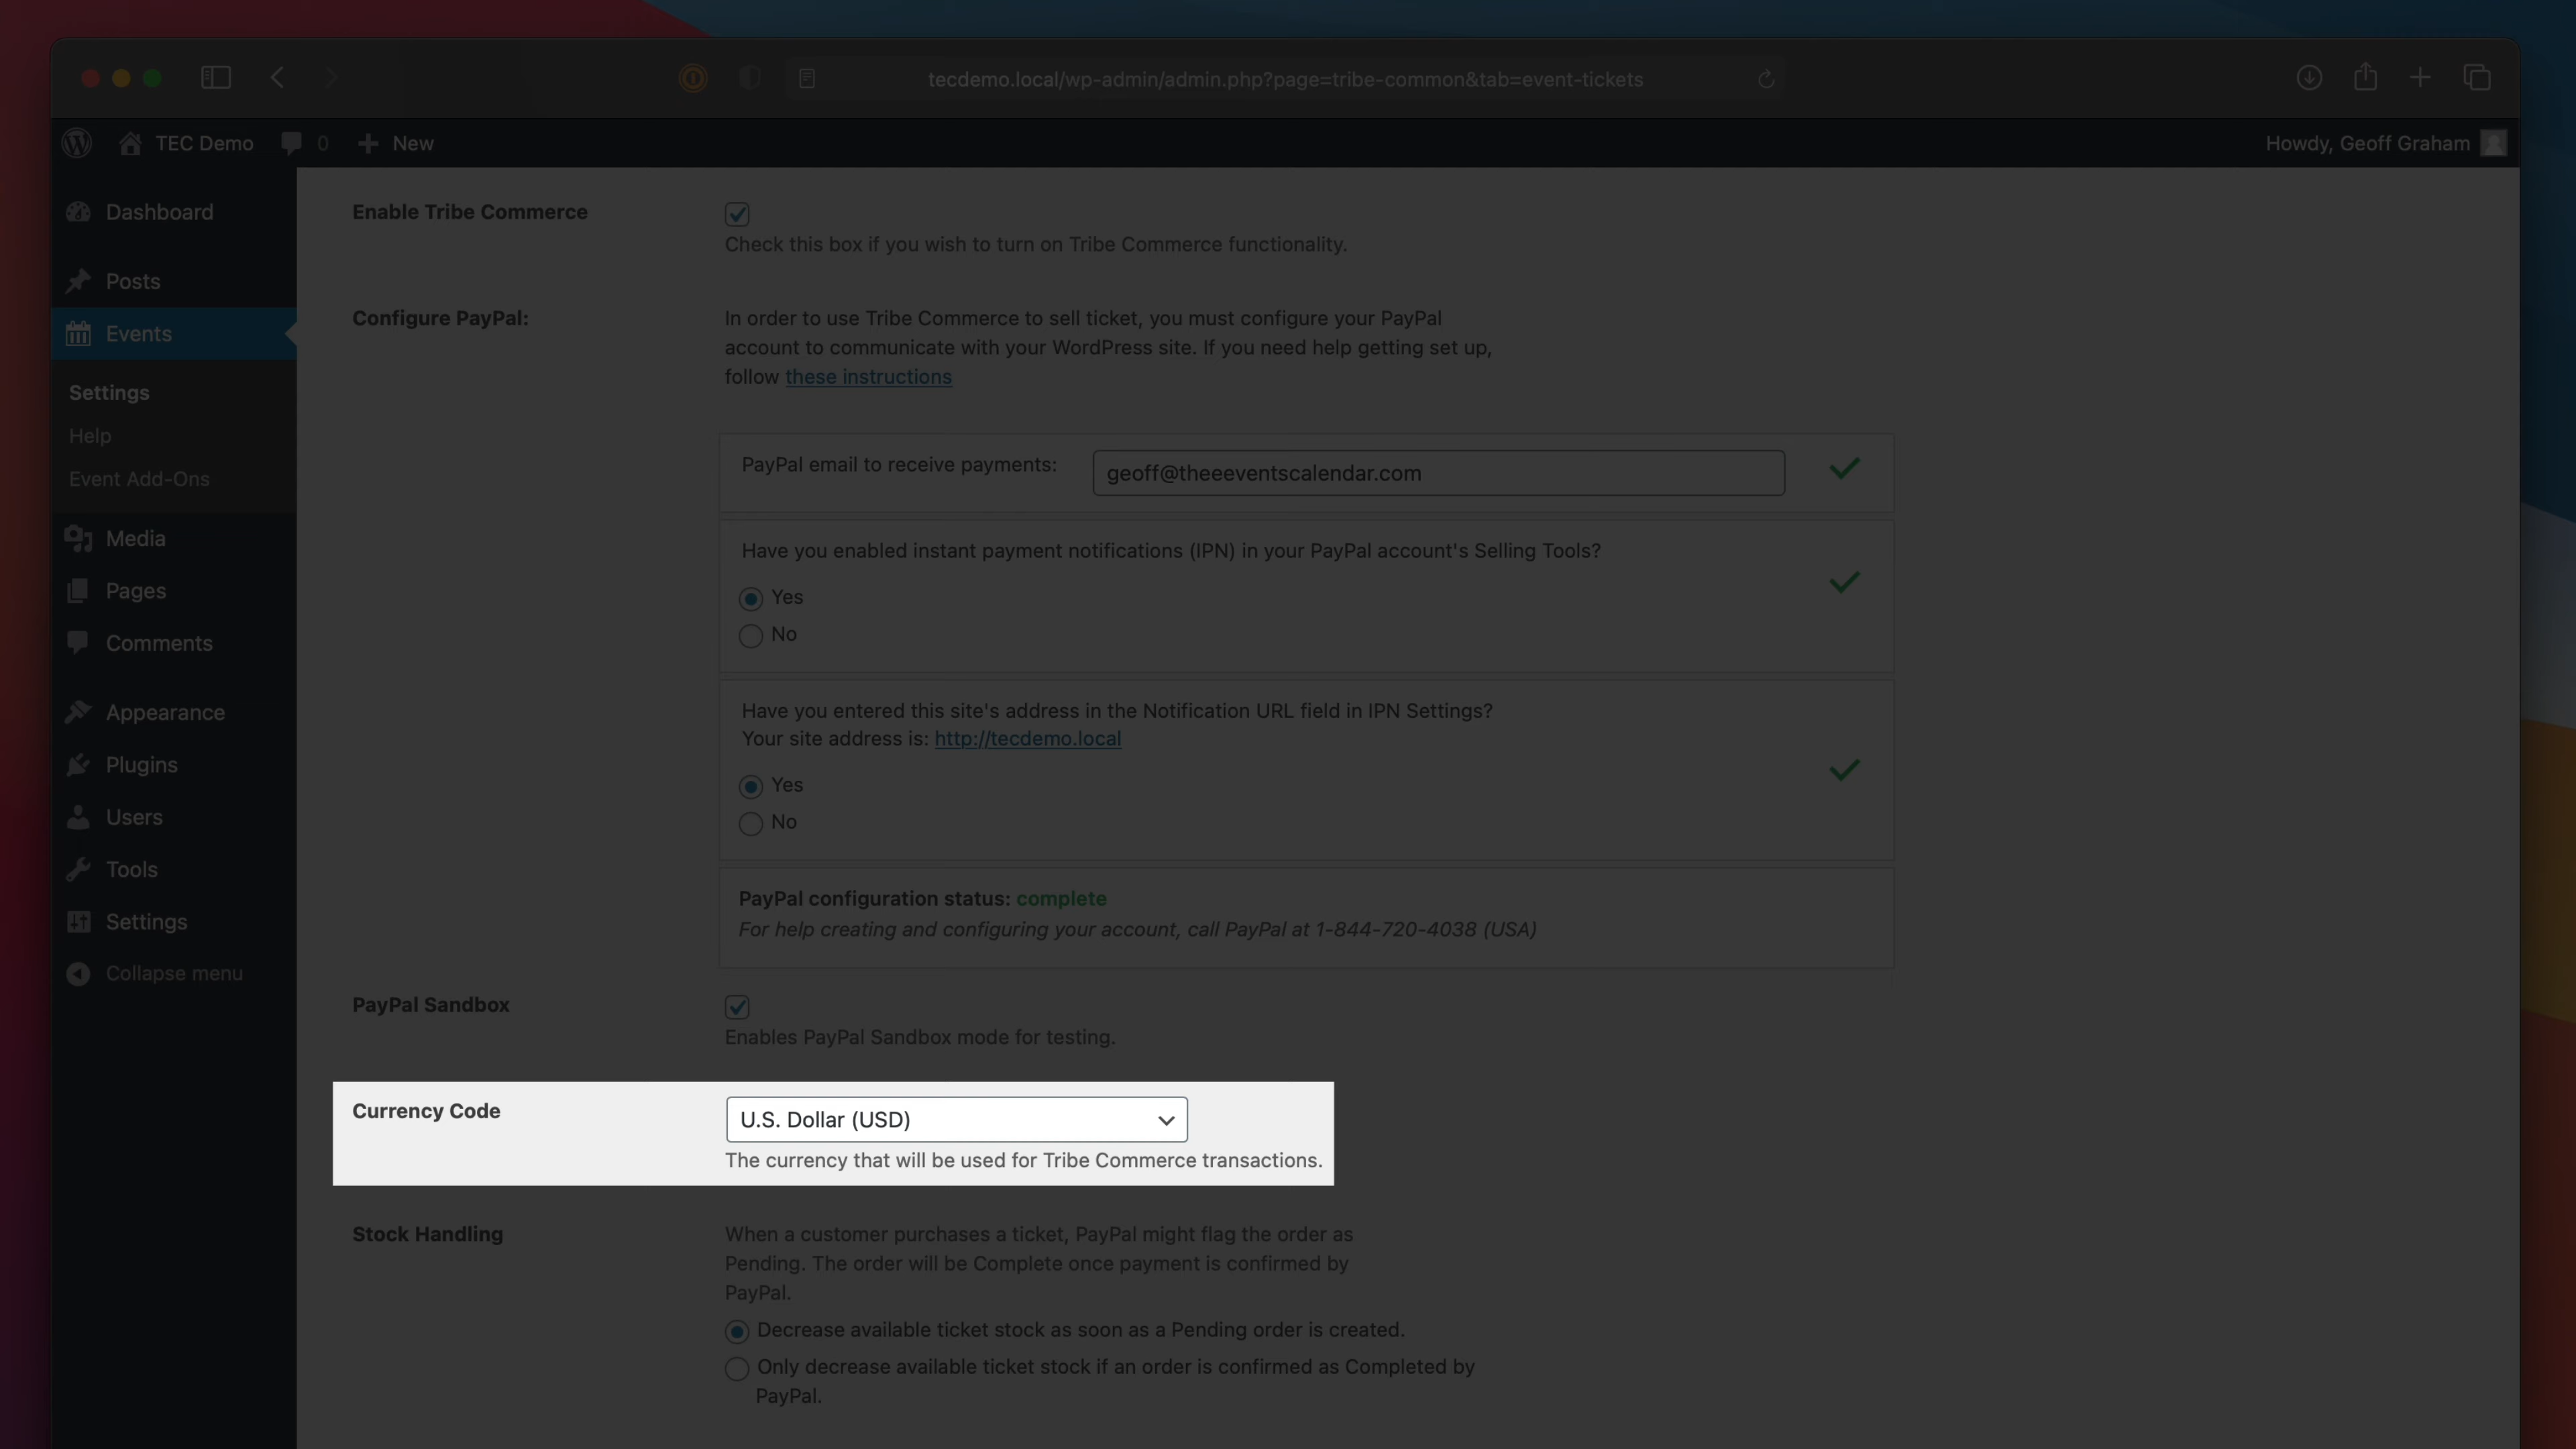 tecdemo.local/wp-admin/admin.php?page=tribe-common&tab=event-tickets
TEC Demo
0
New
Howdy, Geoff Graham
Dashboard
Posts
Events
Settings
Help
Event Add-Ons
Media
Pages
Comments
Appearance
Plugins
Users
Tools
Settings
Collapse menu
Enable Tribe Commerce
Check this box if you wish to turn on Tribe Commerce functionality.
Configure PayPal:
In order to use Tribe Commerce to sell ticket, you must configure your PayPal
account to communicate with your WordPress site. If you need help getting set up,
follow these instructions
PayPal email to receive payments:
geoff@theeeventscalendar.com
Have you enabled instant payment notifications (IPN) in your PayPal account's Selling Tools?
Yes
No
Have you entered this site's address in the Notification URL field in IPN Settings?
Your site address is: http://tecdemo.local
Yes
No
PayPal configuration status: complete
For help creating and configuring your account, call PayPal at 1-844-720-4038 (USA)
PayPal Sandbox
Enables PayPal Sandbox mode for testing.
Currency Code
U.S. Dollar (USD)
The currency that will be used for Tribe Commerce transactions.
Stock Handling
When a customer purchases a ticket, PayPal might flag the order as
Pending. The order will be Complete once payment is confirmed by
PayPal.
Decrease available ticket stock as soon as a Pending order is created.
Only decrease available ticket stock if an order is confirmed as Completed by
PayPal.